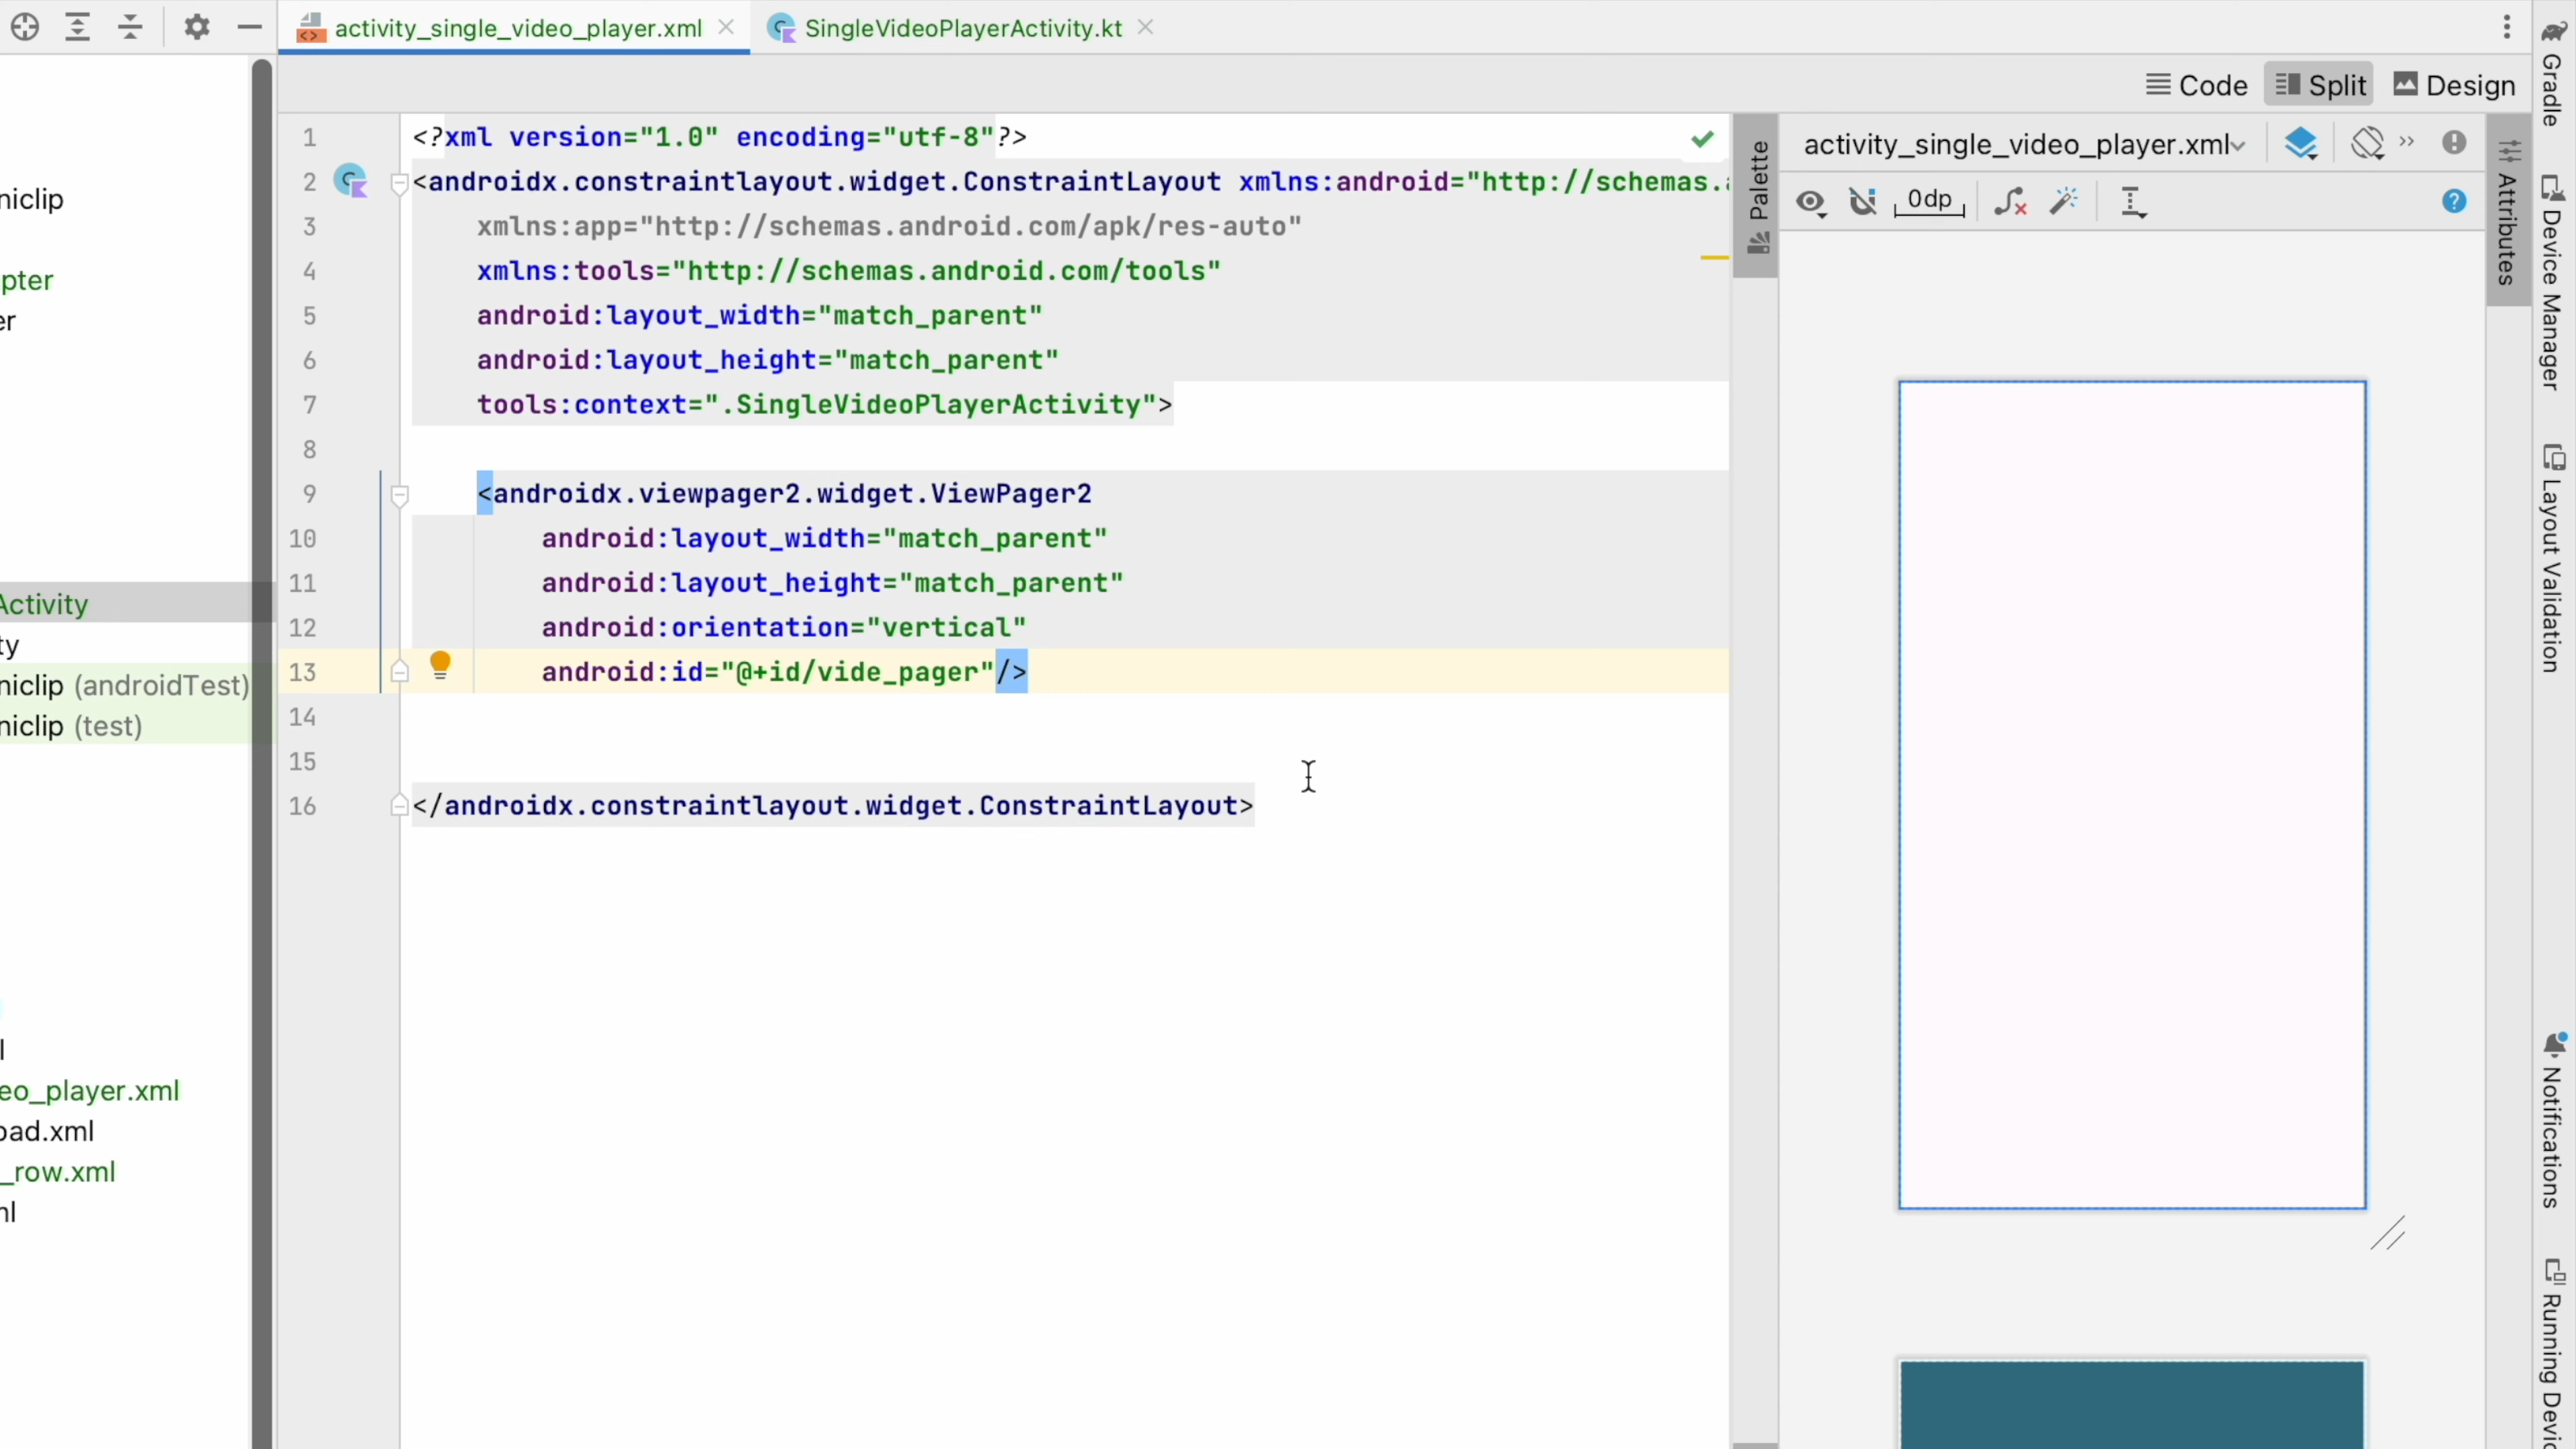 activity_single_video_player.xml
SingleVideoPlayerActivity.kt
Code
Split
Design
niclip
pter
er
Activity
ty
niclip (androidTest)
niclip (test)
l
eo_player.xml
oad.xml
_row.xml
nl
1 <?xml version="1.0" encoding="utf-8"?>
2 <androidx.constraintlayout.widget.ConstraintLayout xmlns:android="http://schemas.
3 xmlns:app="http://schemas.android.com/apk/res-auto"
4 xmlns:tools="http://schemas.android.com/tools"
5 android:layout_width="match_parent"
6 android:layout_height="match_parent"
7 tools:context=".SingleVideoPlayerActivity">
8
9 <androidx.viewpager2.widget.ViewPager2
10 android:layout_width="match_parent"
11 android:layout_height="match_parent"
12 android:orientation="vertical"
13 android:id="@+id/vide_pager"/>
14
15
16 </androidx.constraintlayout.widget.ConstraintLayout>
Palette
activity_single_video_player.xml
0dp
Attributes
Gradle
Device Manager
Layout Validation
Notifications
Running Devi